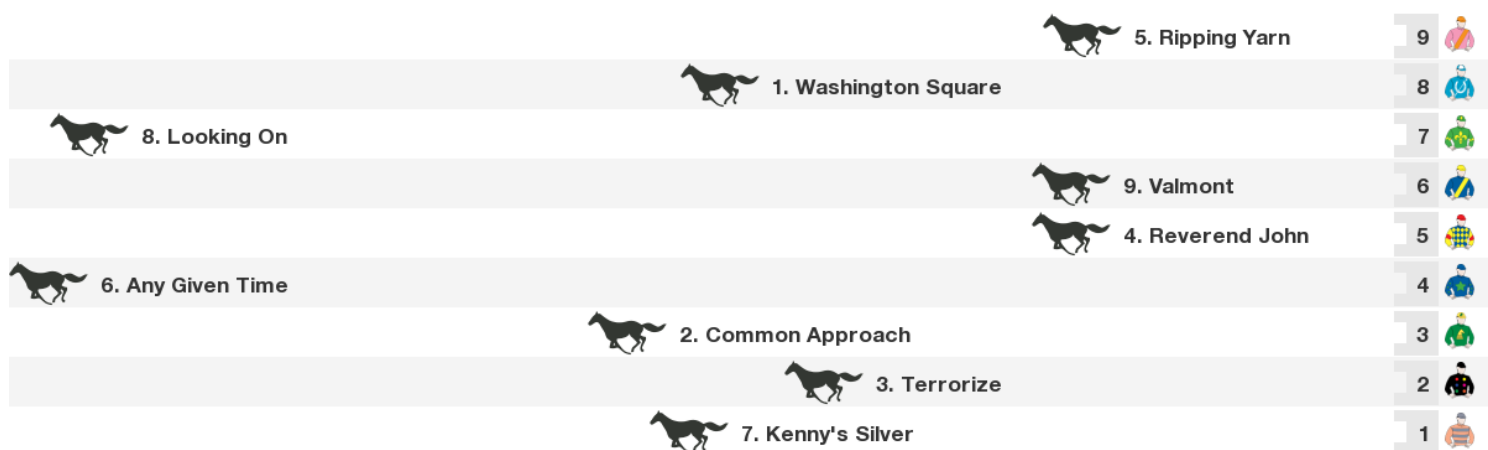 5. Ripping Yarn 9
1. Washington Square 8
8. Looking On 7
9. Valmont 6
4. Reverend John 5
6. Any Given Time 4
2. Common Approach 3
3. Terrorize 2
7. Kenny's Silver 1